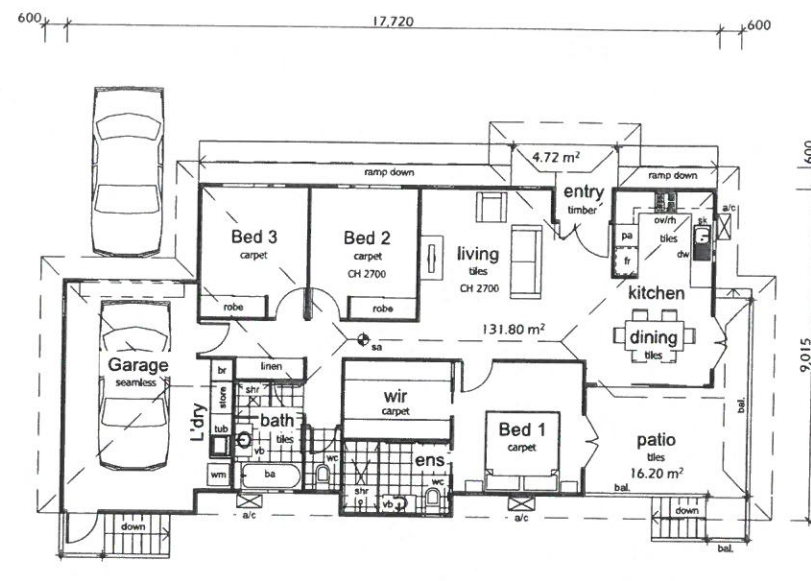 600
17,720
600
4.72 m²
600
ramp down
ramp down
entry
timber
ov/rh
sk
a/c
Bed 3
carpet
Bed 2
carpet
CH 2700
living
tiles
CH 2700
pa
tiles
fr
dw
kitchen
robe
robe
131.80 m²
dining
tiles
sa
9,015
Garage
seamless
br
linen
store
shr
wir
carpet
bal.
L'dry
tub
bath
tiles
vb
Bed 1
carpet
patio
tiles
16.20 m²
ens
wc
wm
ba
wc
shr
vb
bal.
a/c
a/c
down
down
bal.